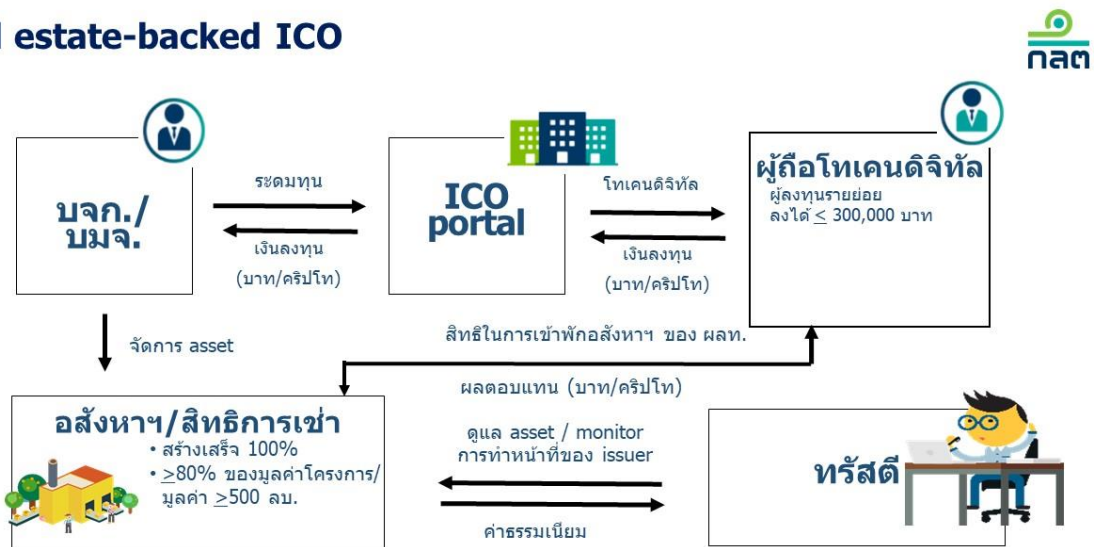 estate-backed ICO
กลต
บจก./
บมจ.
ระดมทุน
เงินลงทุน
(บาท/คริปโท)
ICO
portal
โทเคนดิจิทัล
เงินลงทุน
(บาท/คริปโท)
ผู้ถือโทเคนดิจิทัล
ผู้ลงทุนรายย่อย
ลงได้ ≤ 300,000 บาท
จัดการ asset
สิทธิในการเข้าพักอสังหาฯ ของ ผลท.
ผลตอบแทน (บาท/คริปโท)
อสังหาฯ/สิทธิการเช่า
• สร้างเสร็จ 100%
• ≥80% ของมูลค่าโครงการ/
มูลค่า ≥500 ลบ.
ดูแล asset / monitor
การทำหน้าที่ของ issuer
ค่าธรรมเนียม
ทรัสตี